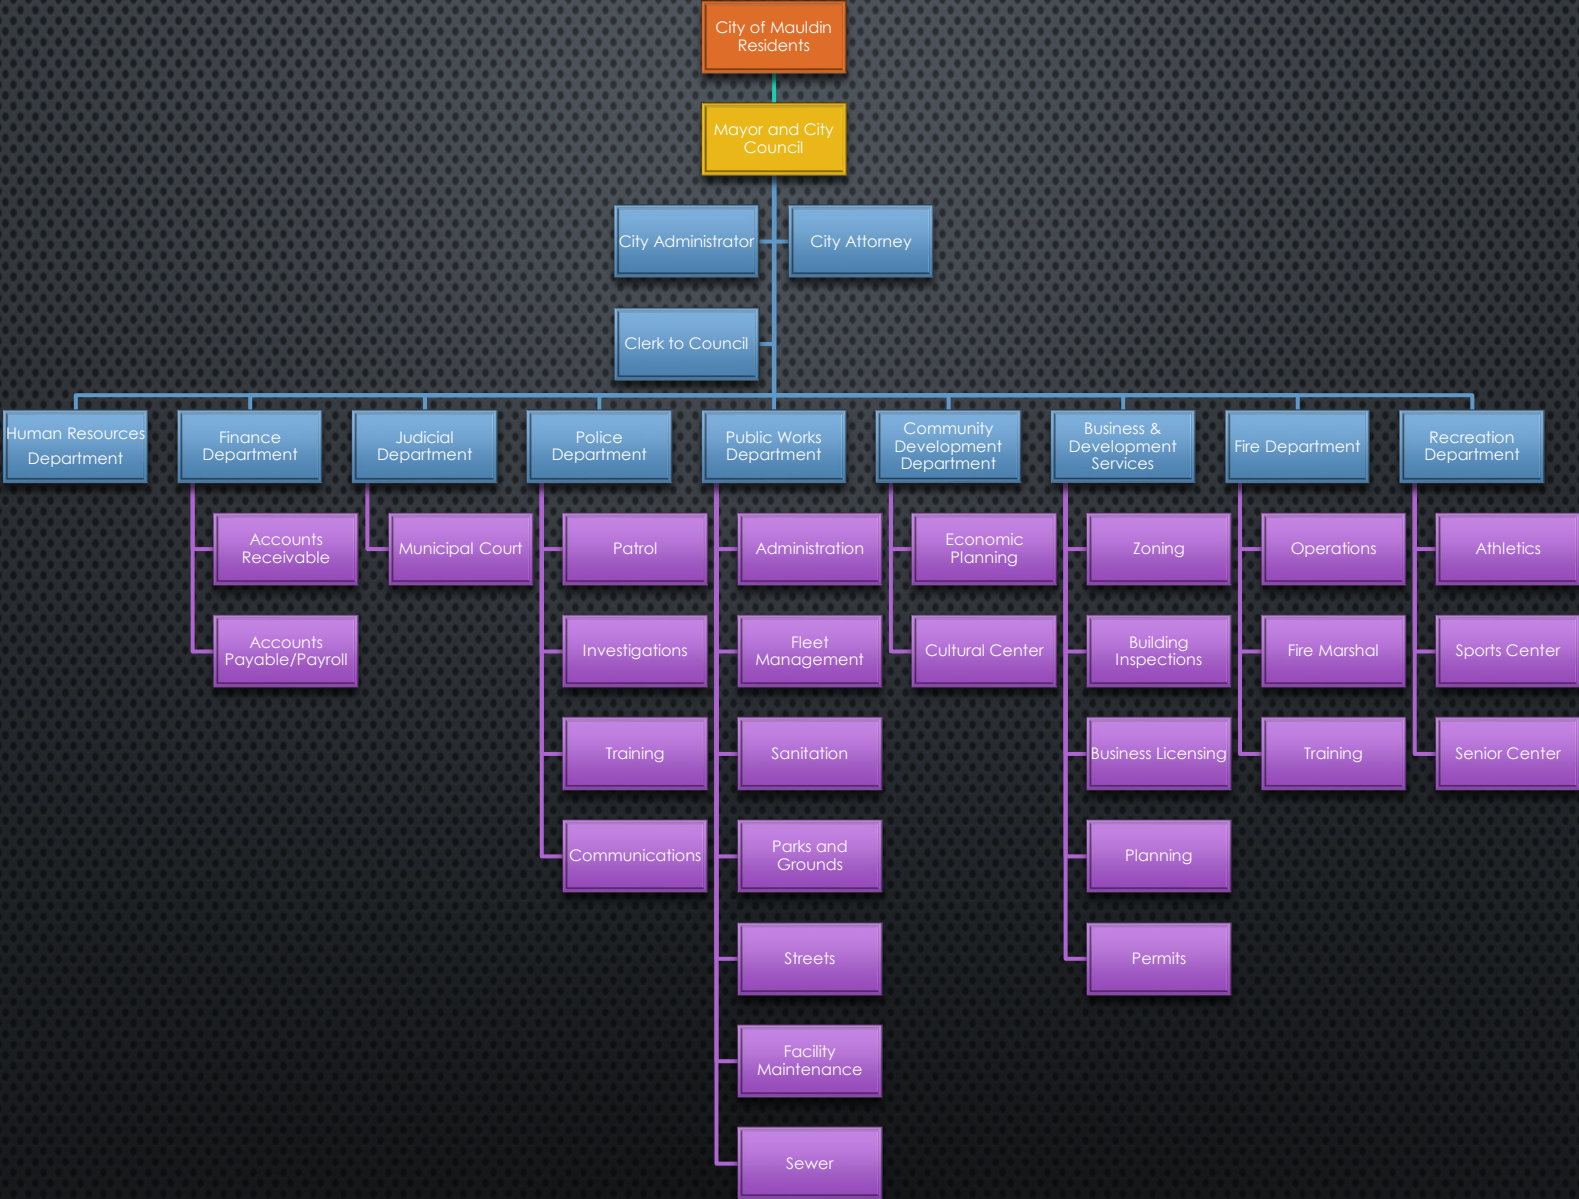 City of Mauldin
Residents
Mayor and City
Council
City Administrator
City Attorney
Clerk to Council
Human Resources
Department
Finance
Department
Judicial
Department
Police
Department
Public Works
Department
Community
Development
Department
Business &
Development
Services
Fire Department
Recreation
Department
Accounts
Receivable
Accounts
Payable/Payroll
Municipal Court
Patrol
Investigations
Training
Communications
Administration
Fleet
Management
Sanitation
Parks and
Grounds
Streets
Facility
Maintenance
Sewer
Economic
Planning
Cultural Center
Zoning
Building
Inspections
Business Licensing
Planning
Permits
Operations
Fire Marshal
Training
Athletics
Sports Center
Senior Center